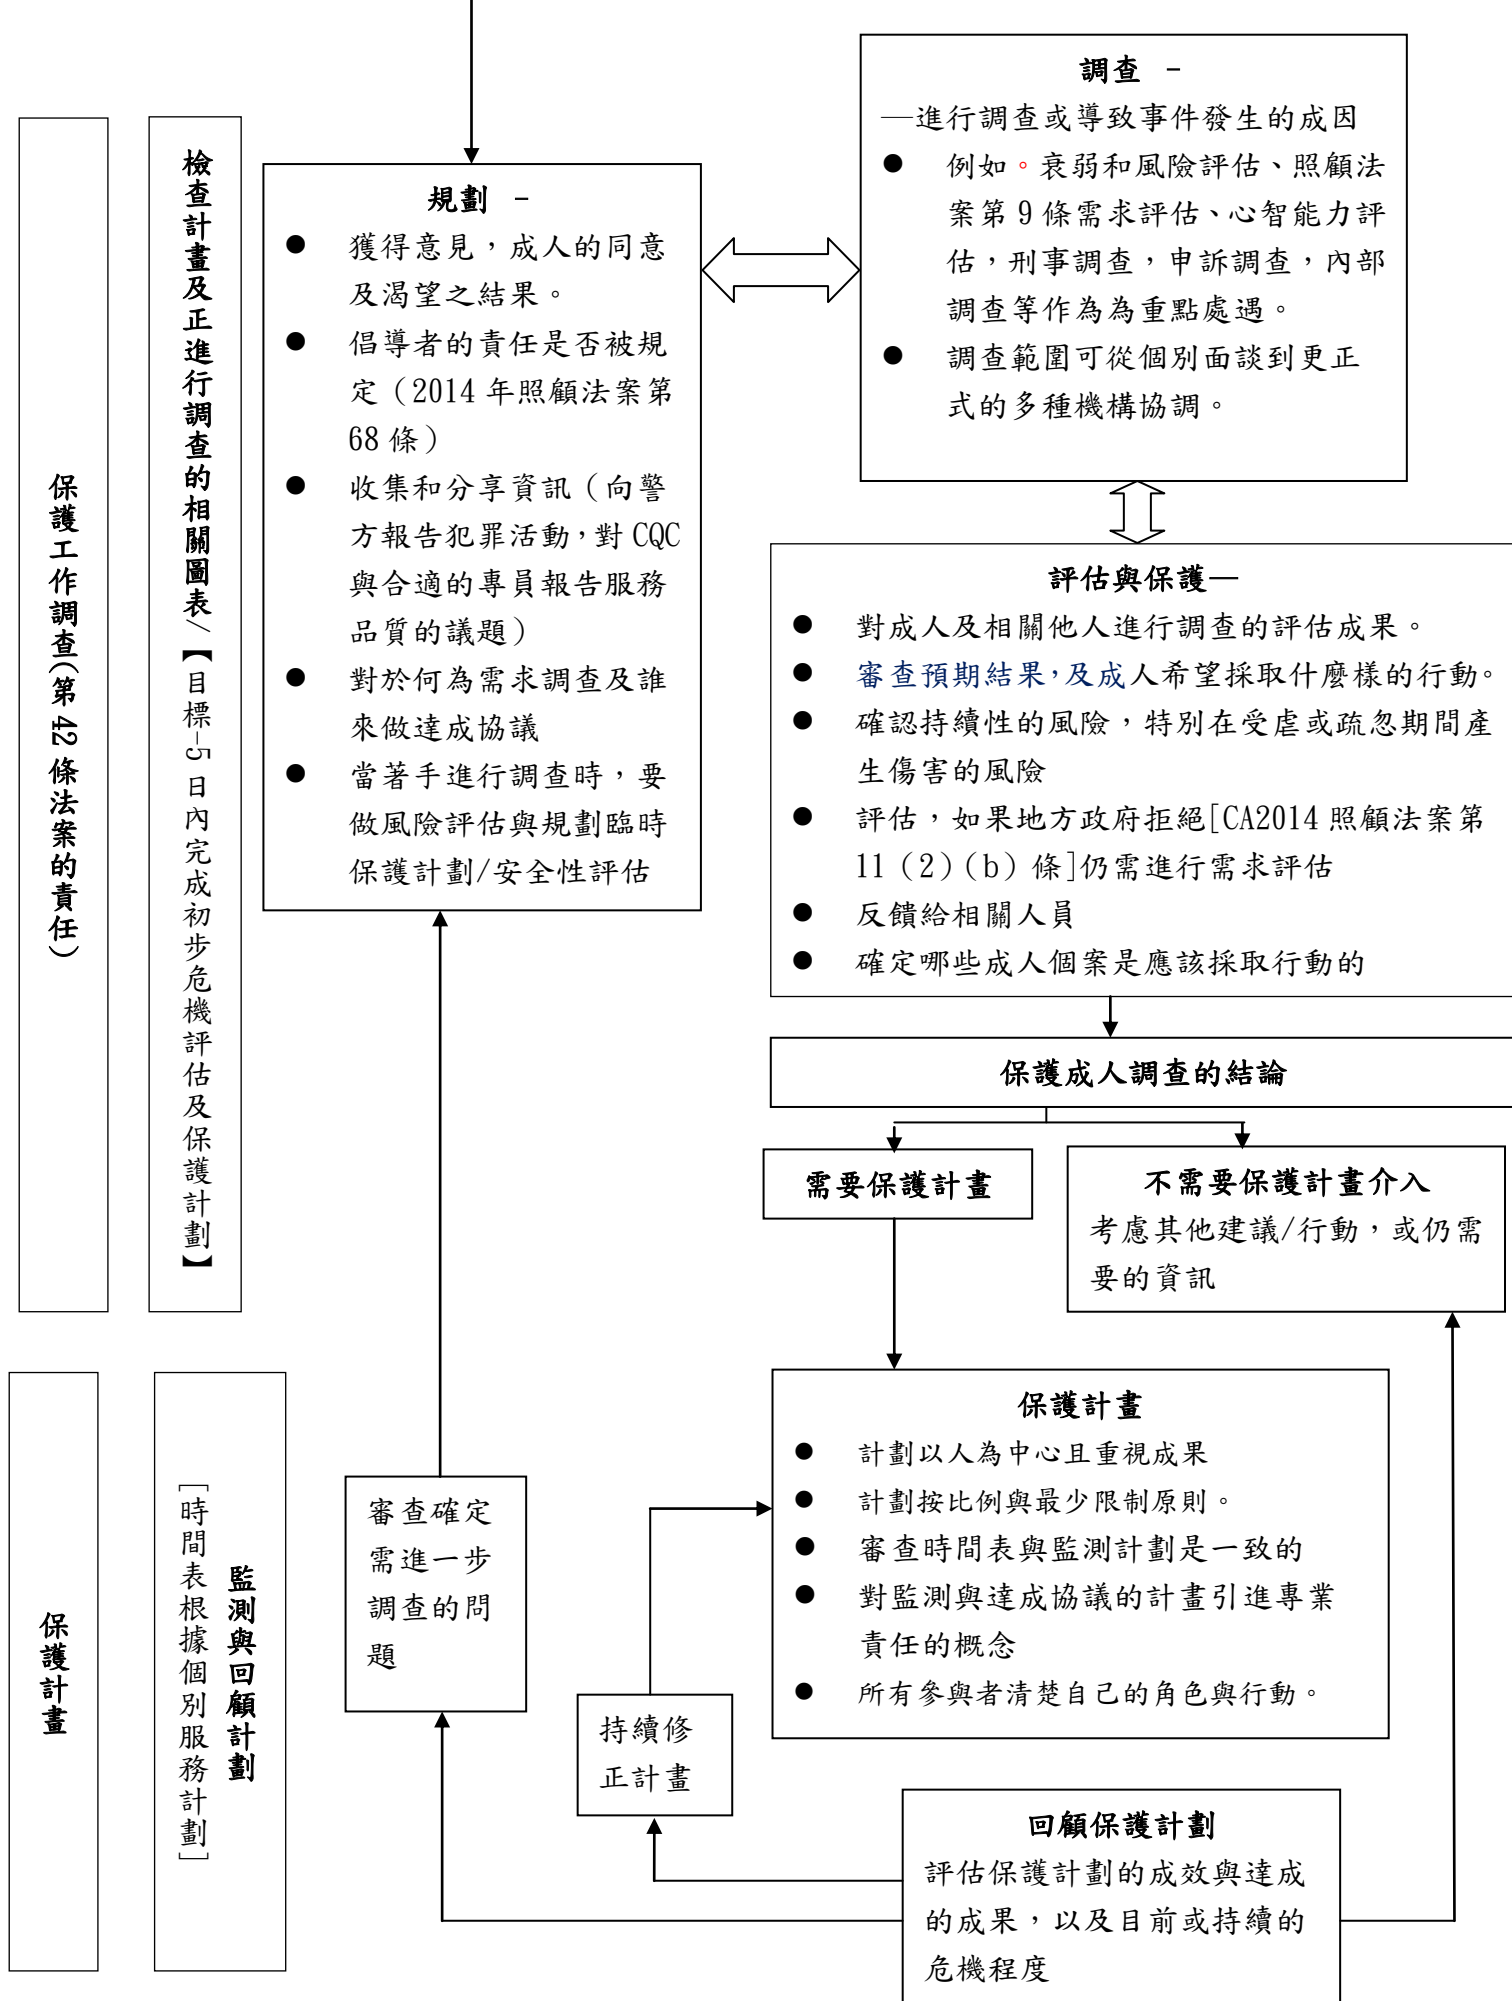 調查 -
—進行調查或導致事件發生的成因
● 例如。衰弱和風險評估、照顧法
案第 9 條需求評估、心智能力評
估，刑事調查，申訴調查，內部
調查等作為為重點處遇。
● 調查範圍可從個別面談到更正
式的多種機構協調。
保護工作調查(第 42 條法案的責任)
檢查計畫及正進行調查的相關圖表/【目標-5 日內完成初步危機評估及保護計劃】
規劃 -
● 獲得意見，成人的同意
及渴望之結果。
● 倡導者的責任是否被規
定（2014 年照顧法案第
68 條）
● 收集和分享資訊（向警
方報告犯罪活動，對 CQC
與合適的專員報告服務
品質的議題）
● 對於何為需求調查及誰
來做達成協議
● 當著手進行調查時，要
做風險評估與規劃臨時
保護計劃/安全性評估
評估與保護—
● 對成人及相關他人進行調查的評估成果。
● 審查預期結果，及成人希望採取什麼樣的行動。
● 確認持續性的風險，特別在受虐或疏忽期間產
生傷害的風險
● 評估，如果地方政府拒絕[CA2014 照顧法案第
11（2）（b）條]仍需進行需求評估
● 反饋給相關人員
● 確定哪些成人個案是應該採取行動的
保護成人調查的結論
需要保護計畫
不需要保護計畫介入
考慮其他建議/行動，或仍需
要的資訊
保護計畫
監測與回顧計劃
[時間表根據個別服務計劃]
審查確定
需進一步
調查的問
題
保護計畫
● 計劃以人為中心且重視成果
● 計劃按比例與最少限制原則。
● 審查時間表與監測計劃是一致的
● 對監測與達成協議的計畫引進專業
責任的概念
● 所有參與者清楚自己的角色與行動。
持續修
正計畫
回顧保護計劃
評估保護計劃的成效與達成
的成果，以及目前或持續的
危機程度